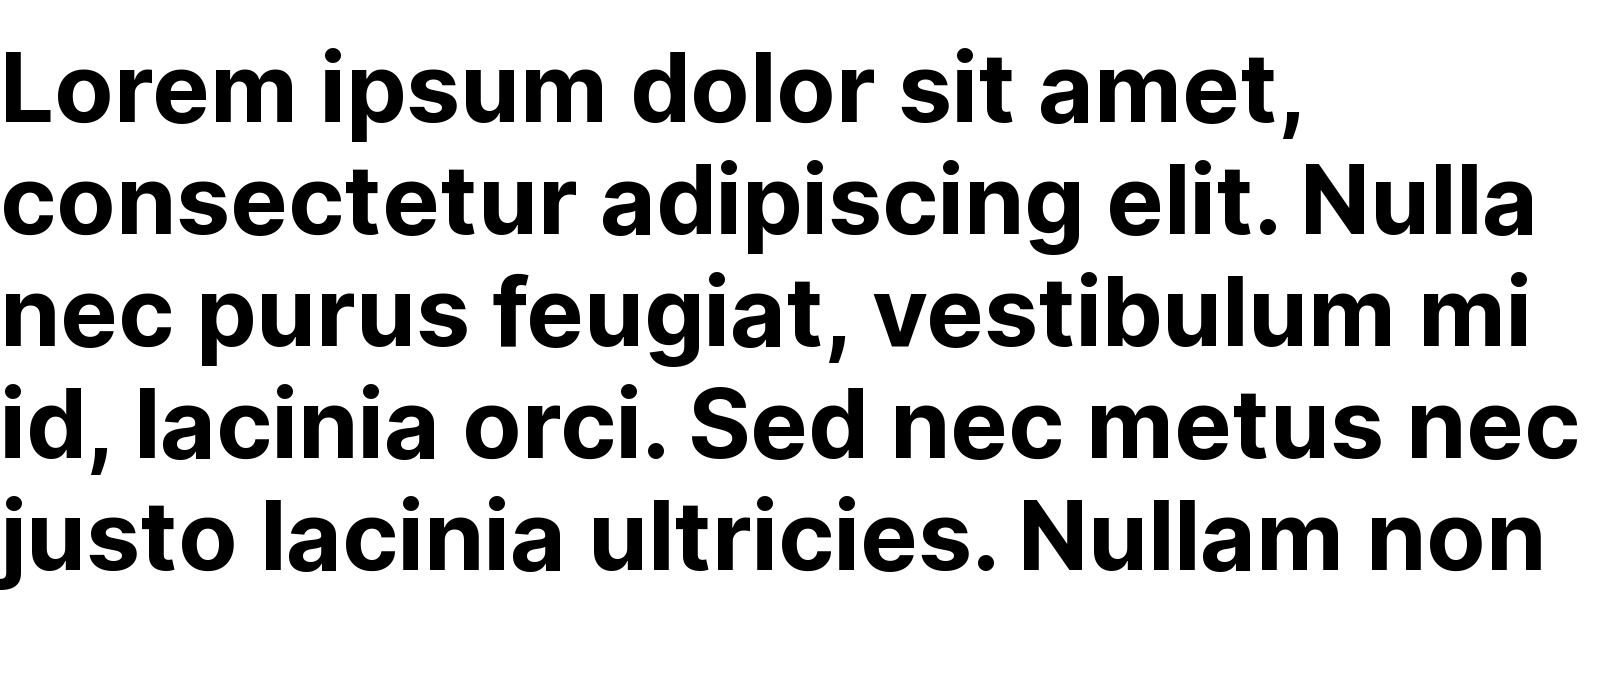 Lorem ipsum dolor sit amet,
consectetur adipiscing elit. Nulla
nec purus feugiat, vestibulum mi
id, lacinia orci. Sed nec metus nec
justo lacinia ultricies. Nullam non